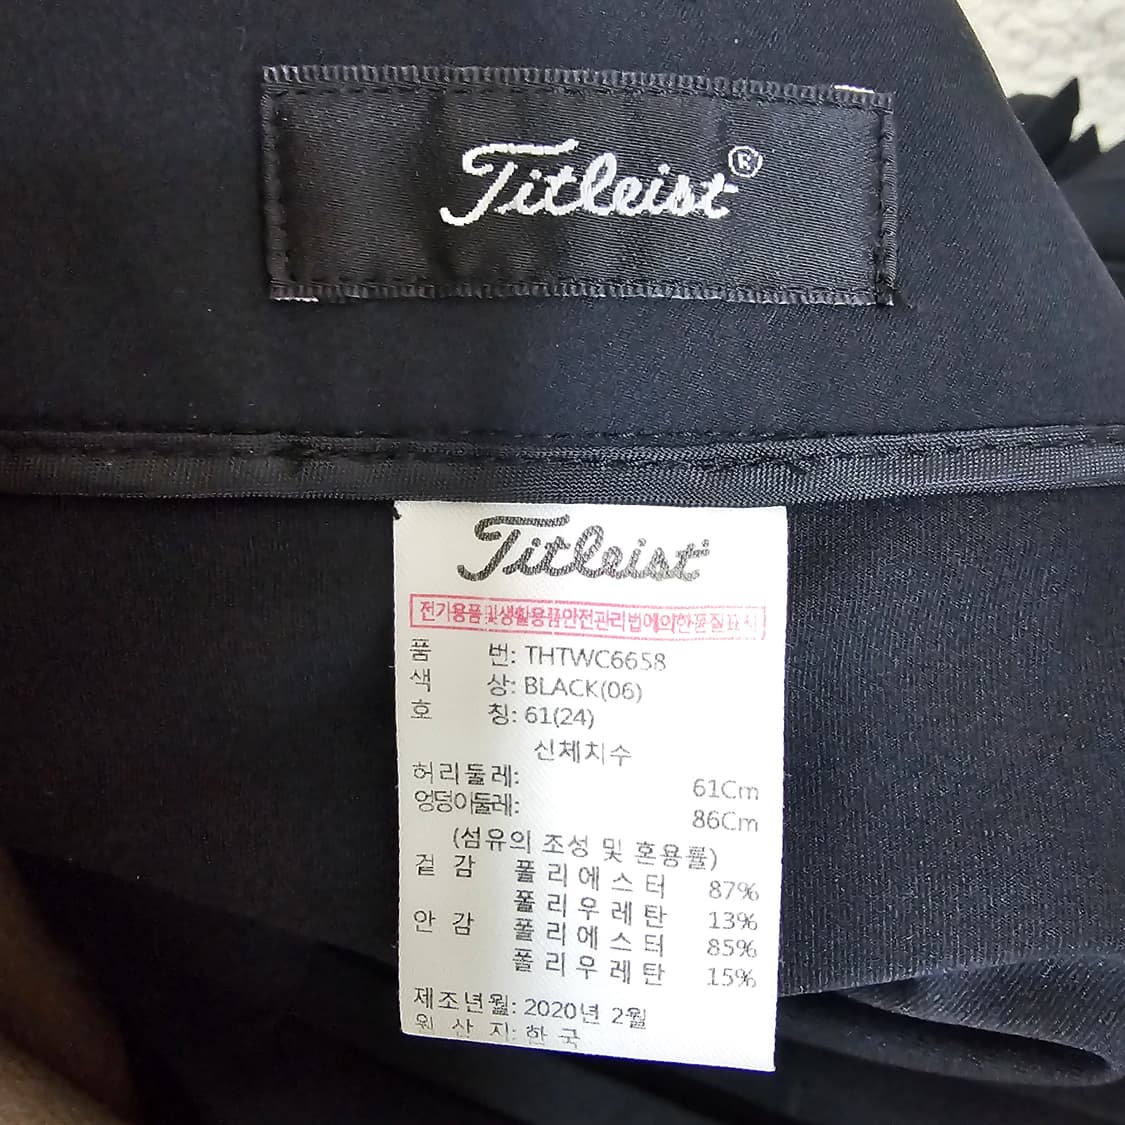 Titleist®
Titleist
전기용품및생활용품안전관리법에의한품질표시
품 번: THTWC6658
색 상: BLACK(06)
호 칭: 61(24)
신체치수
허리둘레: 61Cm
엉덩이둘레: 86Cm
(섬유의 조성 및 혼용률)
겉 감 폴리에스터 87%
폴리우레탄 13%
안 감 폴리에스터 85%
폴리우레탄 15%
제조년월: 2020년 2월
원 산 지: 한 국